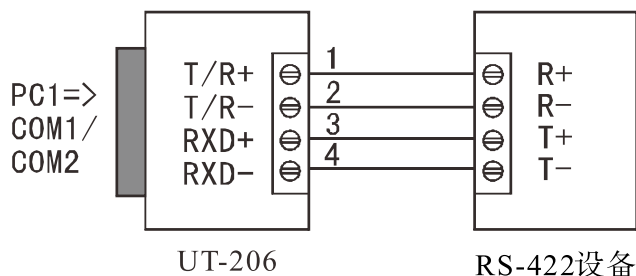 PC1=>
COM1/
COM2
T/R+
T/R-
RXD+
RXD-
1
2
3
4
R+
R-
T+
T-
UT-206
RS-422设备